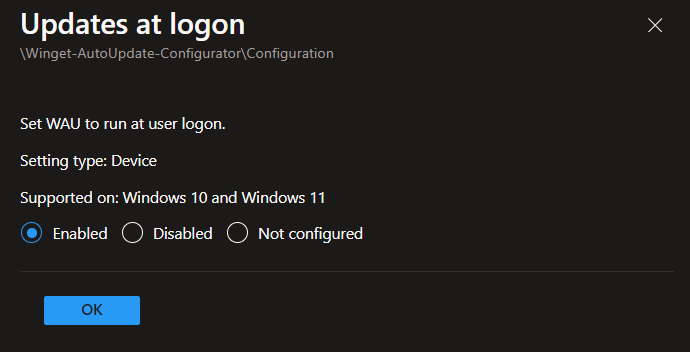 Updates at logon
\Winget-AutoUpdate-Configurator\Configuration
Set WAU to run at user logon.
Setting type: Device
Supported on: Windows 10 and Windows 11
Enabled Disabled Not configured
OK